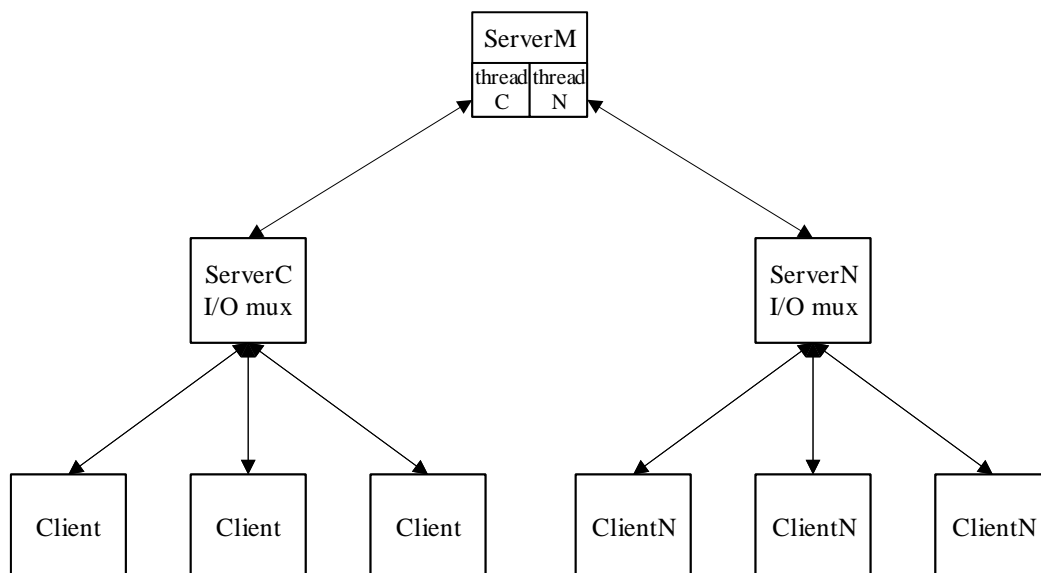 ServerM
thread
C
thread
N
ServerC
I/O mux
ServerN
I/O mux
Client
Client
Client
ClientN
ClientN
ClientN